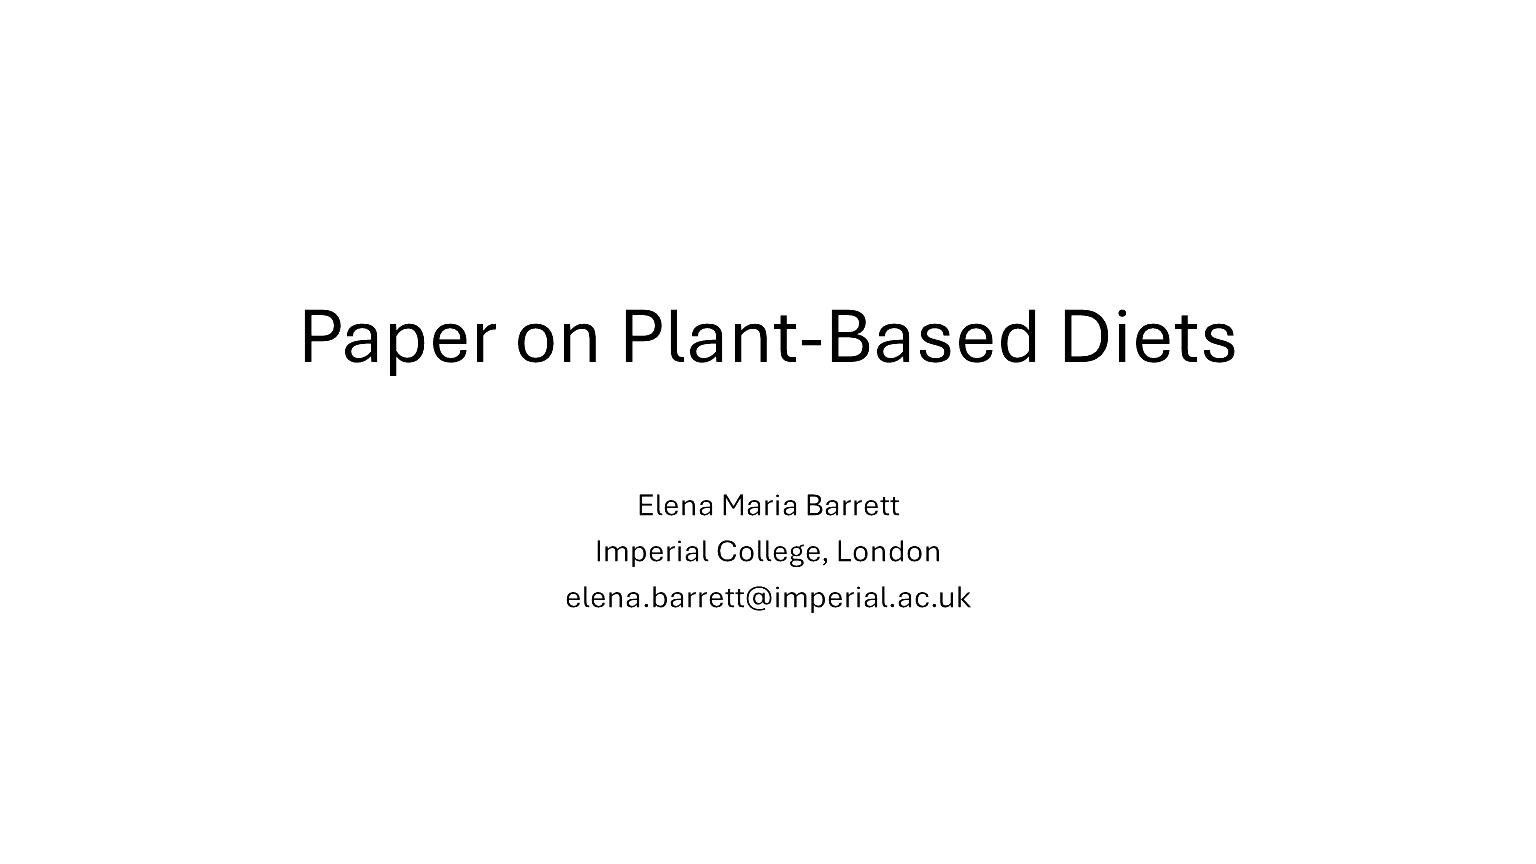 Paper on Plant-Based Diets
Elena Maria Barrett
Imperial College, London
elena.barrett@imperial.ac.uk